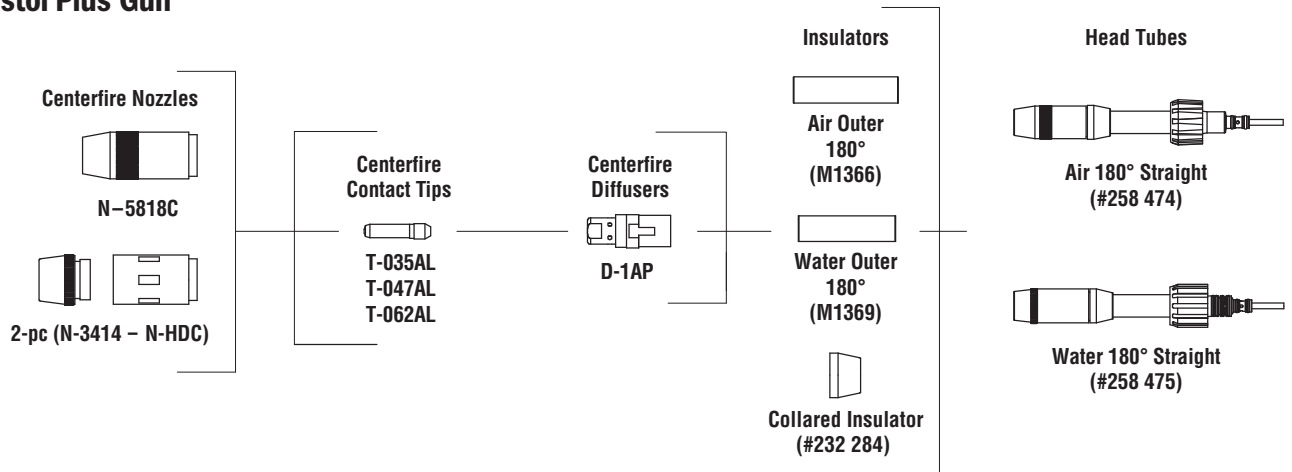 Plus Gun
Centerfire Nozzles
N–5818C
2-pc (N-3414 – N-HDC)
Centerfire
Contact Tips
T-035AL
T-047AL
T-062AL
Centerfire
Diffusers
D-1AP
Insulators
Air Outer
180°
(M1366)
Water Outer
180°
(M1369)
Collared Insulator
(#232 284)
Head Tubes
Air 180° Straight
(#258 474)
Water 180° Straight
(#258 475)